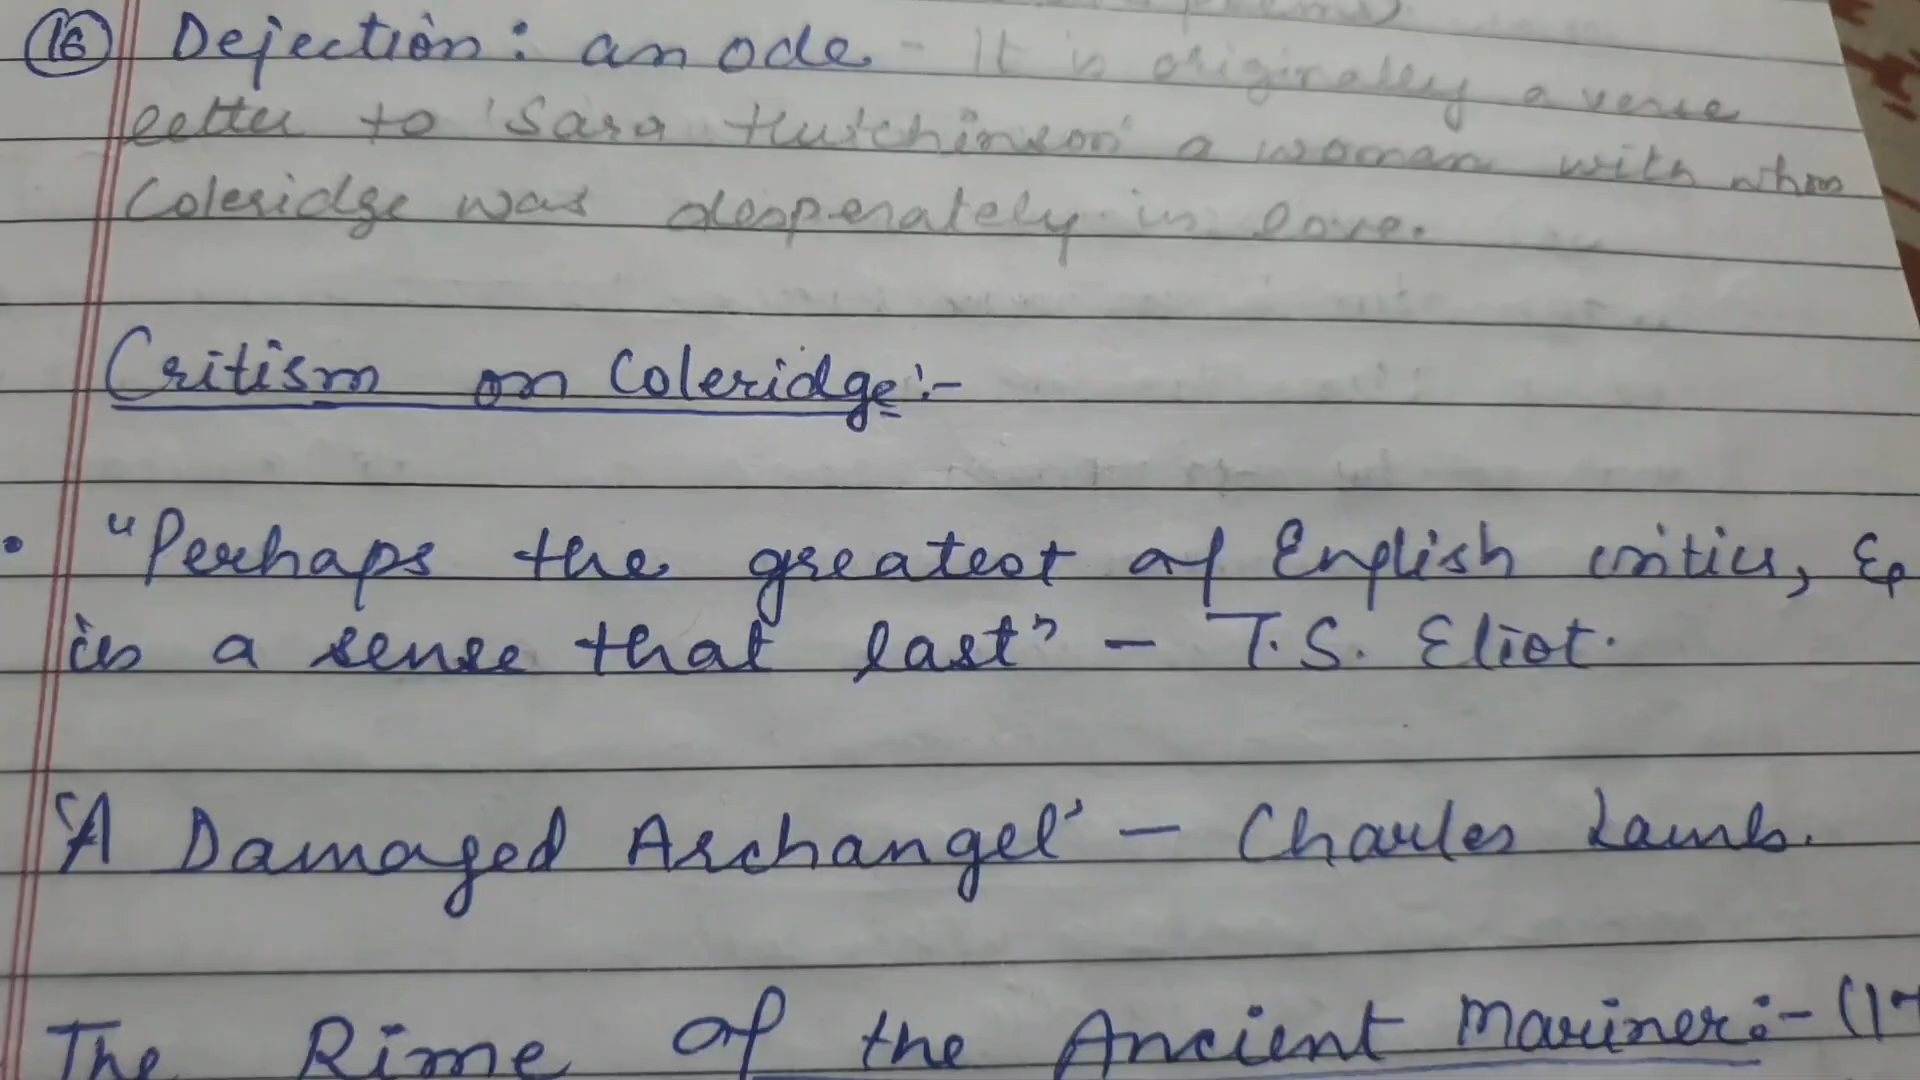 16 Dejection: an ode - It is originally a verse
letter to 'Sara Hutchinson' a woman with whom
Coleridge was desperately in love.
Critism on Coleridge:-
• "Perhaps the greatest of English critics, &
in a sense that last" - T.S. Eliot.
'A Damaged Archangel' - Charles Lamb.
The Rime of the Ancient Mariner:- (17